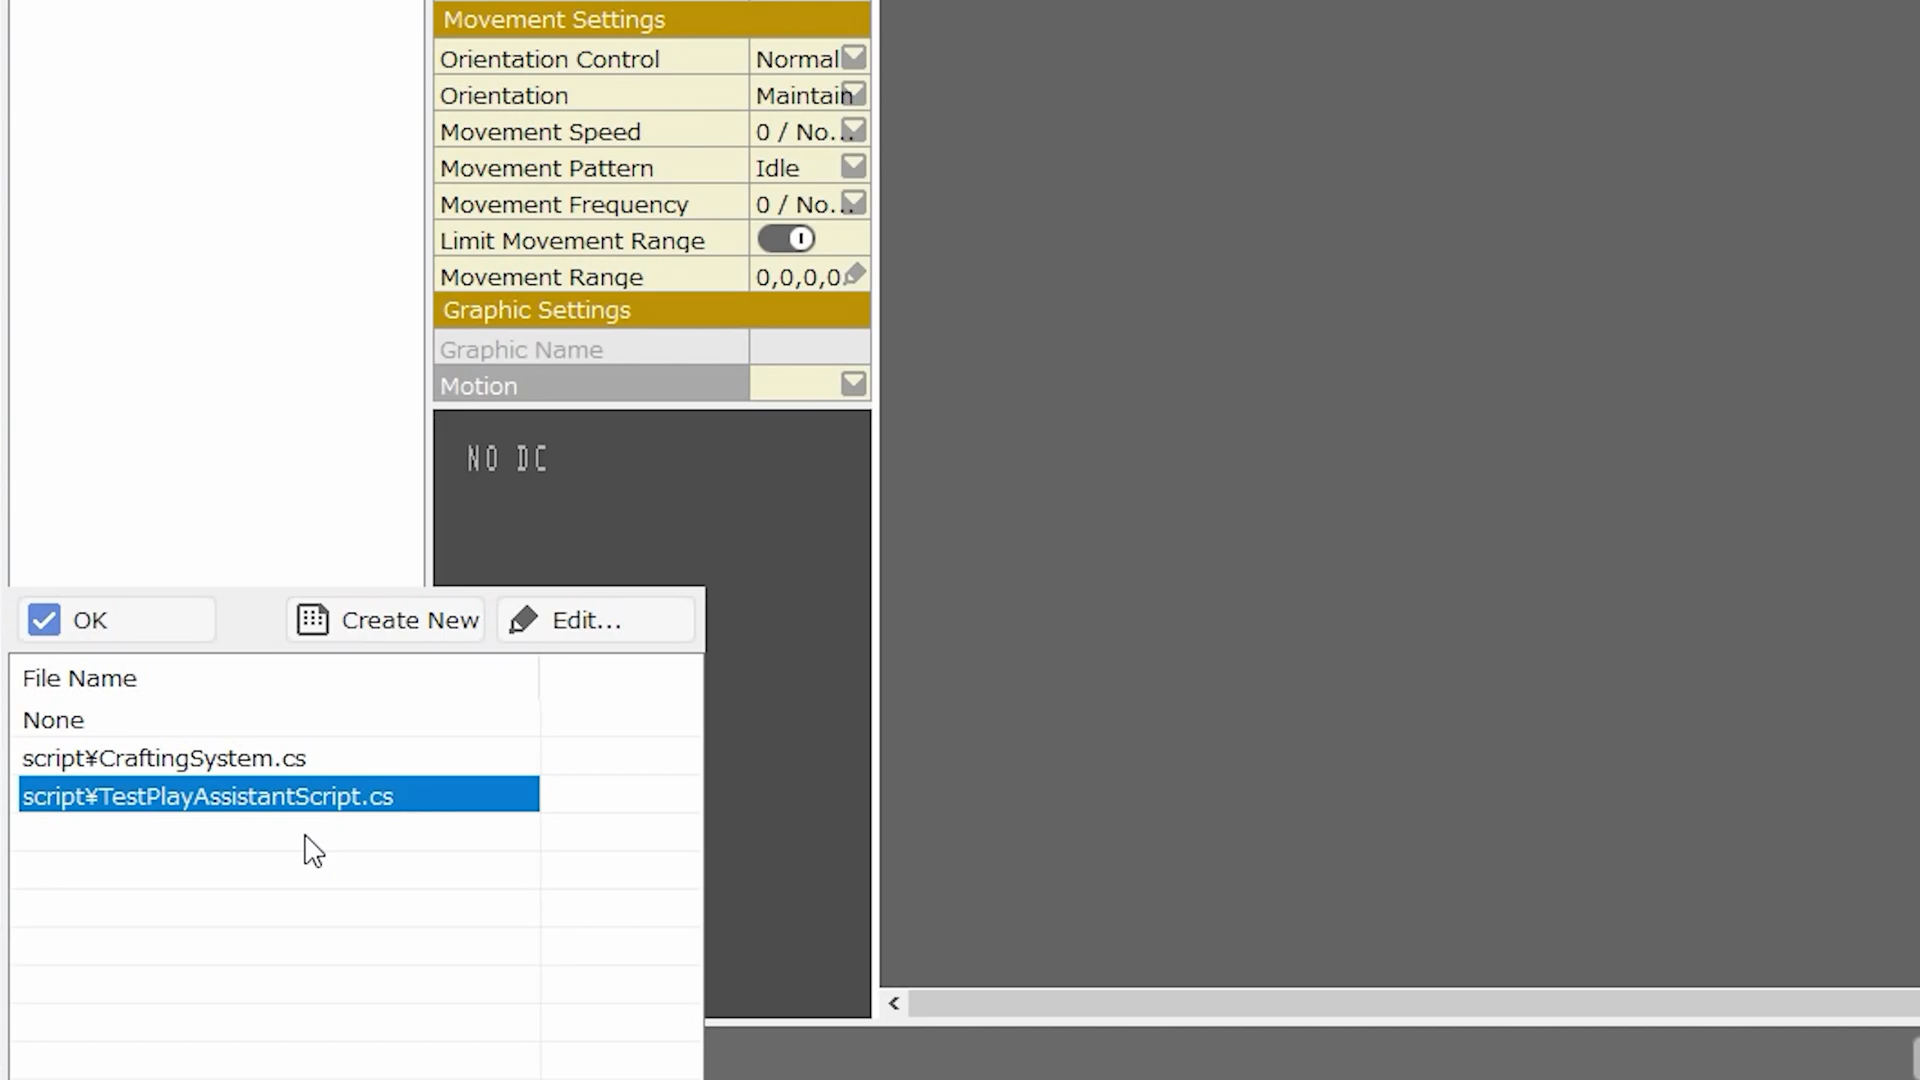 Movement Settings
Orientation Control Normal
Orientation Maintain
Movement Speed 0 / No...
Movement Pattern Idle
Movement Frequency 0 / No...
Limit Movement Range
Movement Range 0,0,0,0
Graphic Settings
Graphic Name
Motion
NO DC
OK Create New Edit...
File Name
None
script¥CraftingSystem.cs
script¥TestPlayAssistantScript.cs